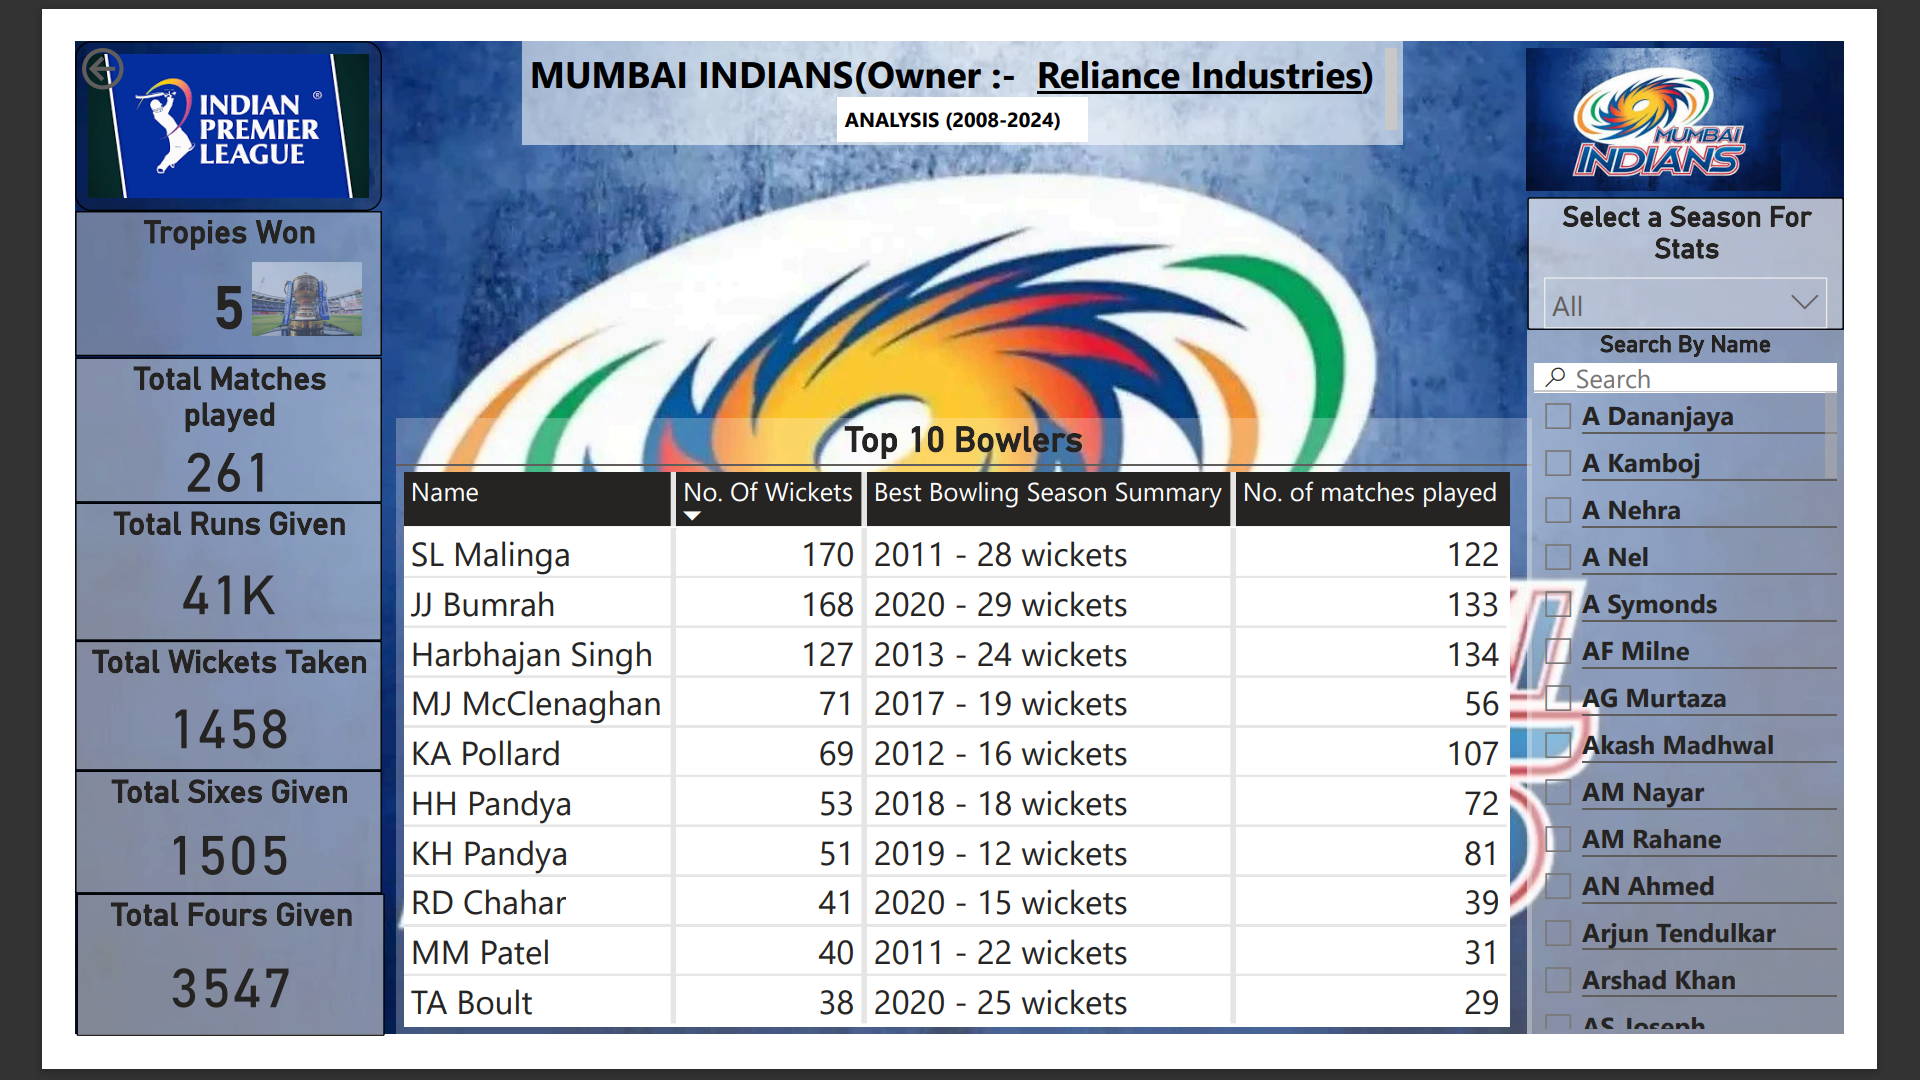 INDIAN ®
PREMIER
LEAGUE
MUMBAI INDIANS(Owner :- Reliance Industries)
ANALYSIS (2008-2024)
MUMBAI
INDIANS
Tropies Won
5
Total Matches
played
261
Total Runs Given
41K
Total Wickets Taken
1458
Total Sixes Given
1505
Total Fours Given
3547
Top 10 Bowlers
Name No. Of Wickets Best Bowling Season Summary No. of matches played
SL Malinga 170 2011 - 28 wickets 122
JJ Bumrah 168 2020 - 29 wickets 133
Harbhajan Singh 127 2013 - 24 wickets 134
MJ McClenaghan 71 2017 - 19 wickets 56
KA Pollard 69 2012 - 16 wickets 107
HH Pandya 53 2018 - 18 wickets 72
KH Pandya 51 2019 - 12 wickets 81
RD Chahar 41 2020 - 15 wickets 39
MM Patel 40 2011 - 22 wickets 31
TA Boult 38 2020 - 25 wickets 29
Select a Season For
Stats
All
Search By Name
Search
A Dananjaya
A Kamboj
A Nehra
A Nel
A Symonds
AF Milne
AG Murtaza
Akash Madhwal
AM Nayar
AM Rahane
AN Ahmed
Arjun Tendulkar
Arshad Khan
AS Joseph